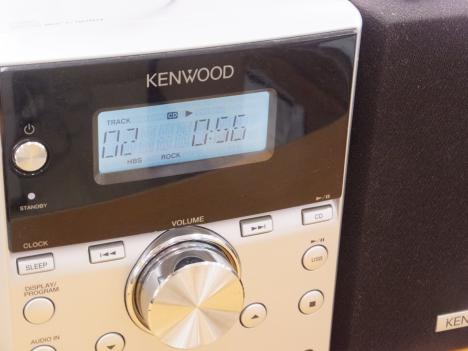 KENWOOD
TRACK CD
02 0:56
HBS ROCK
STANDBY
VOLUME
CLOCK
SLEEP
CD
USB
DISPLAY/
PROGRAM
AUDIO IN
KEN